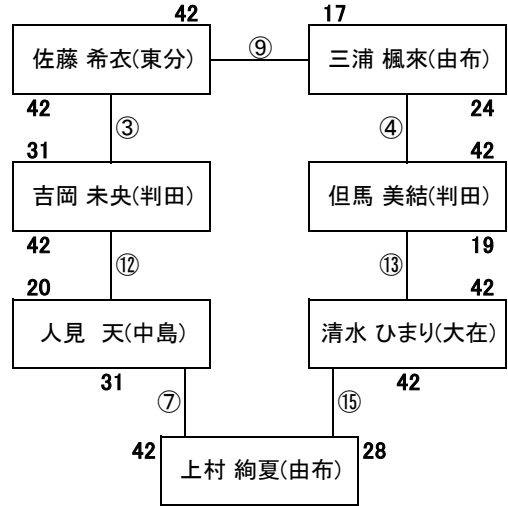 42 17
佐藤 希衣(東分) ⑨ 三浦 楓來(由布)
42 24
③ ④
31 42
吉岡 未央(判田) 但馬 美結(判田)
42 19
⑫ ⑬
20 42
人見　天(中島) 清水 ひまり(大在)
31 42
⑦ ⑮
42 28
上村 絢夏(由布)